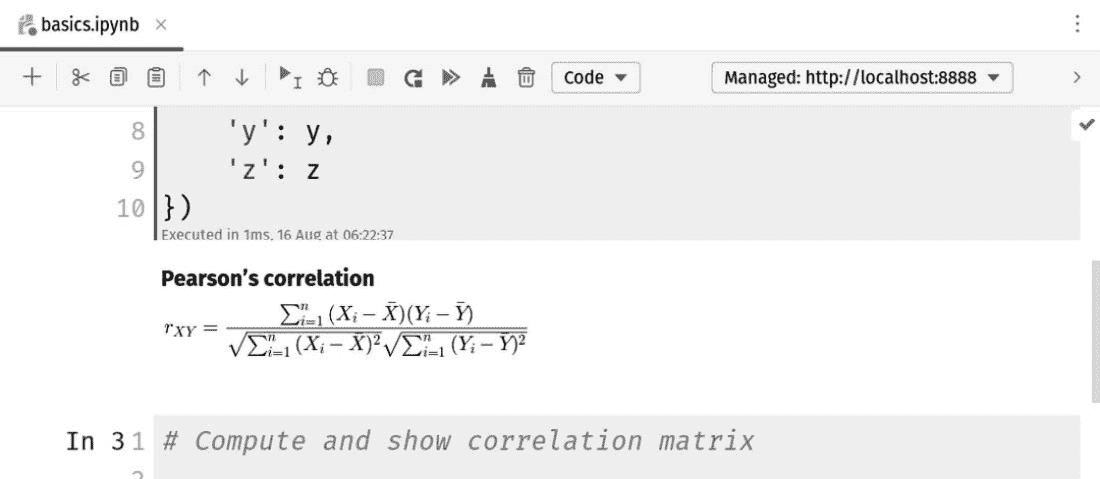 basics.ipynb
Code
Managed: http://localhost:8888
8 'y': y,
9 'z': z
10 })
Executed in 1ms, 16 Aug at 06:22:37
Pearson’s correlation
r_{XY} = \frac{\sum_{i=1}^{n} (X_i - \bar{X})(Y_i - \bar{Y})}{\sqrt{\sum_{i=1}^{n} (X_i - \bar{X})^2} \sqrt{\sum_{i=1}^{n} (Y_i - \bar{Y})^2}}
In 3 1 # Compute and show correlation matrix